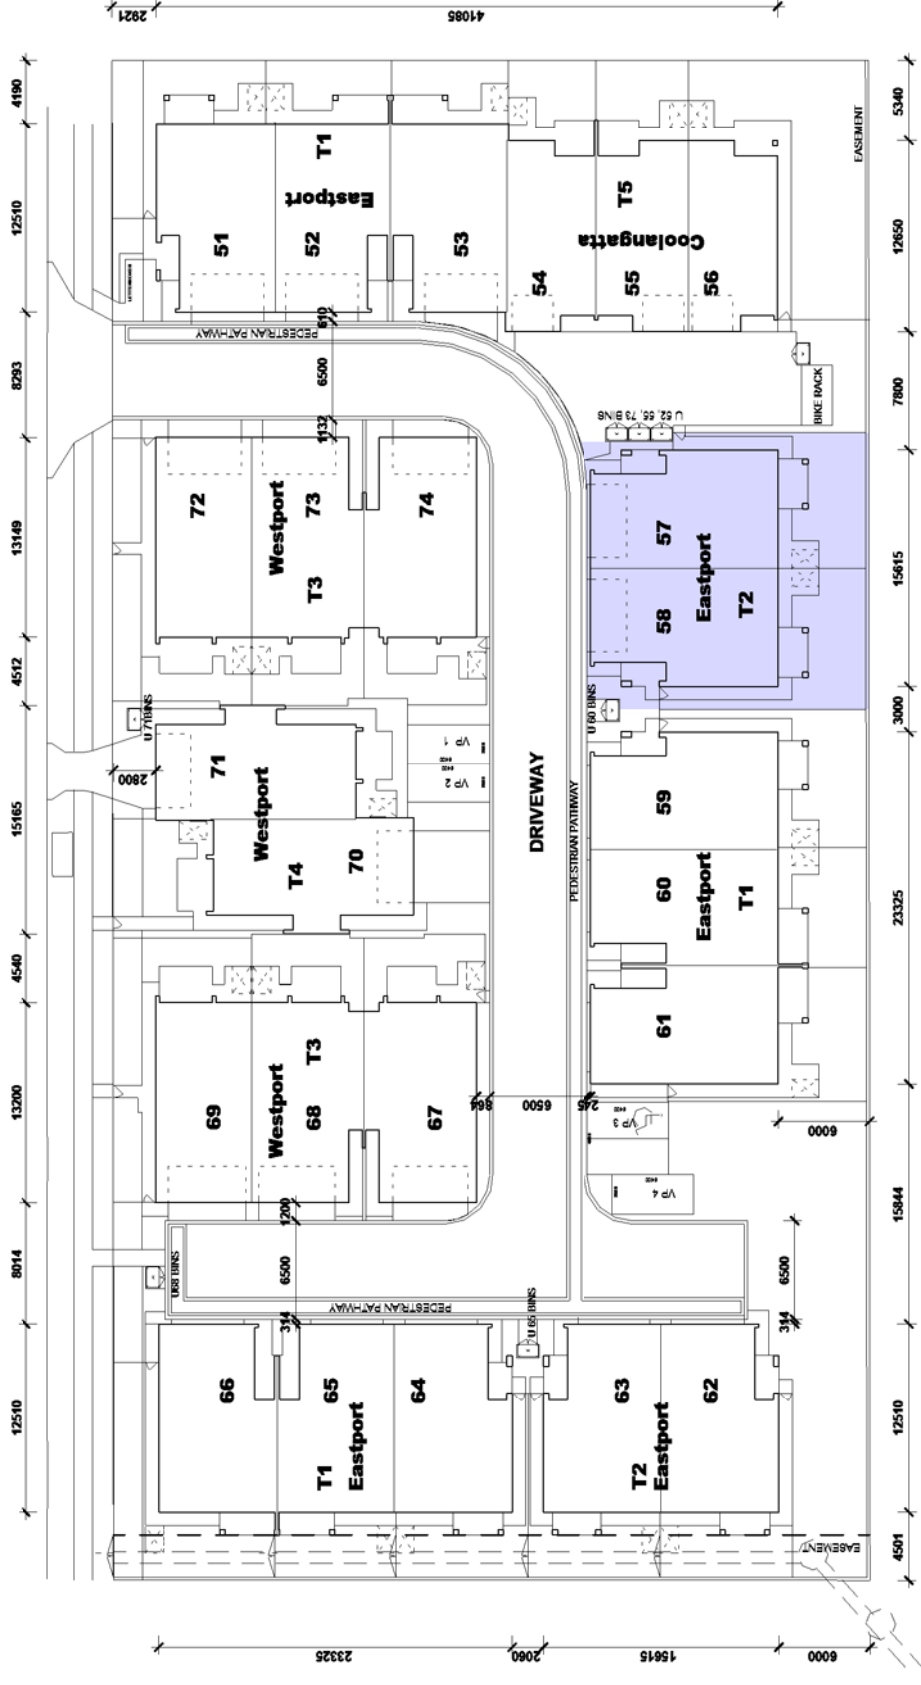 2921
41085
4190
5340
EASEMENT
12510
T1
Eastport
51
52
53
T5
Coolangatta
54
55
56
12650
610
PEDESTRIAN PATHWAY
8293
6500
1132
7800
BIKE RACK
U 52, 55, 73 BINS
13149
72
Westport
73
T3
74
57
58
Eastport
T2
15615
4512
3000
U 71BINS
U 60 BINS
2800
71
Westport
T4
70
VP 1
VP 2
DRIVEWAY
PEDESTRIAN PATHWAY
15165
59
60
Eastport
T1
61
23325
4540
13200
69
Westport
T3
68
67
864
6500
245
VP 3
VP 4
6000
15844
1200
8014
U68 BINS
6500
314
PEDESTRIAN PATHWAY
U 65 BINS
6500
314
12510
66
65
64
T1
Eastport
63
62
T2
Eastport
12510
EASEMENT
4501
23325
2060
15615
6000